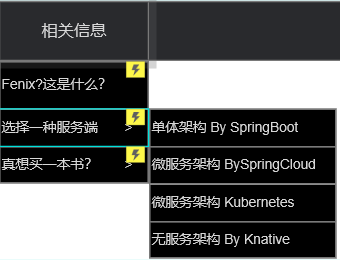 相关信息
Fenix?这是什么?
选择一种服务端 >
单体架构 By SpringBoot
微服务架构 BySpringCloud
真想买一本书? >
微服务架构 Kubernetes
无服务架构 By Knative